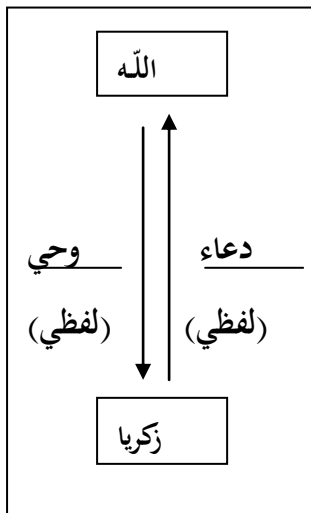 اللّه
دعاء
وحي
(لفظي)
(لفظي)
زكريا